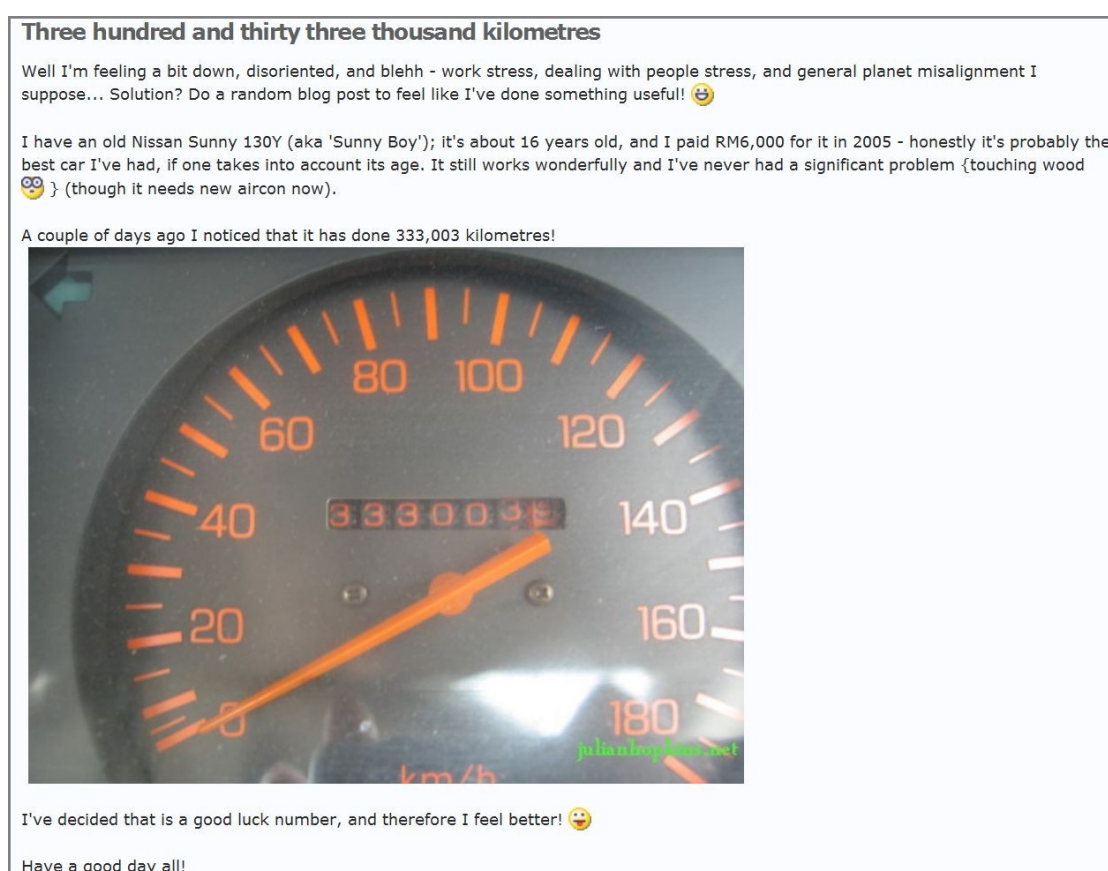 Three hundred and thirty three thousand kilometres
Well I'm feeling a bit down, disoriented, and blehh - work stress, dealing with people stress, and general planet misalignment I
suppose... Solution? Do a random blog post to feel like I've done something useful!
I have an old Nissan Sunny 130Y (aka 'Sunny Boy'); it's about 16 years old, and I paid RM6,000 for it in 2005 - honestly it's probably the
best car I've had, if one takes into account its age. It still works wonderfully and I've never had a significant problem {touching wood
} (though it needs new aircon now).
A couple of days ago I noticed that it has done 333,003 kilometres!
80 100
60 120
333003
40 140
20 160
0 180
julianhopkins.net
km/h
I've decided that is a good luck number, and therefore I feel better!
Have a good day all!